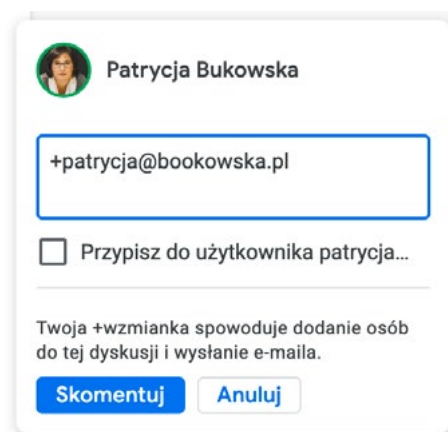 Patrycja Bukowska
+patrycja@bookowska.pl
Przypisz do użytkownika patrycja...
Twoja +wzmianka spowoduje dodanie osób
do tej dyskusji i wysłanie e-maila.
Skomentuj
Anuluj